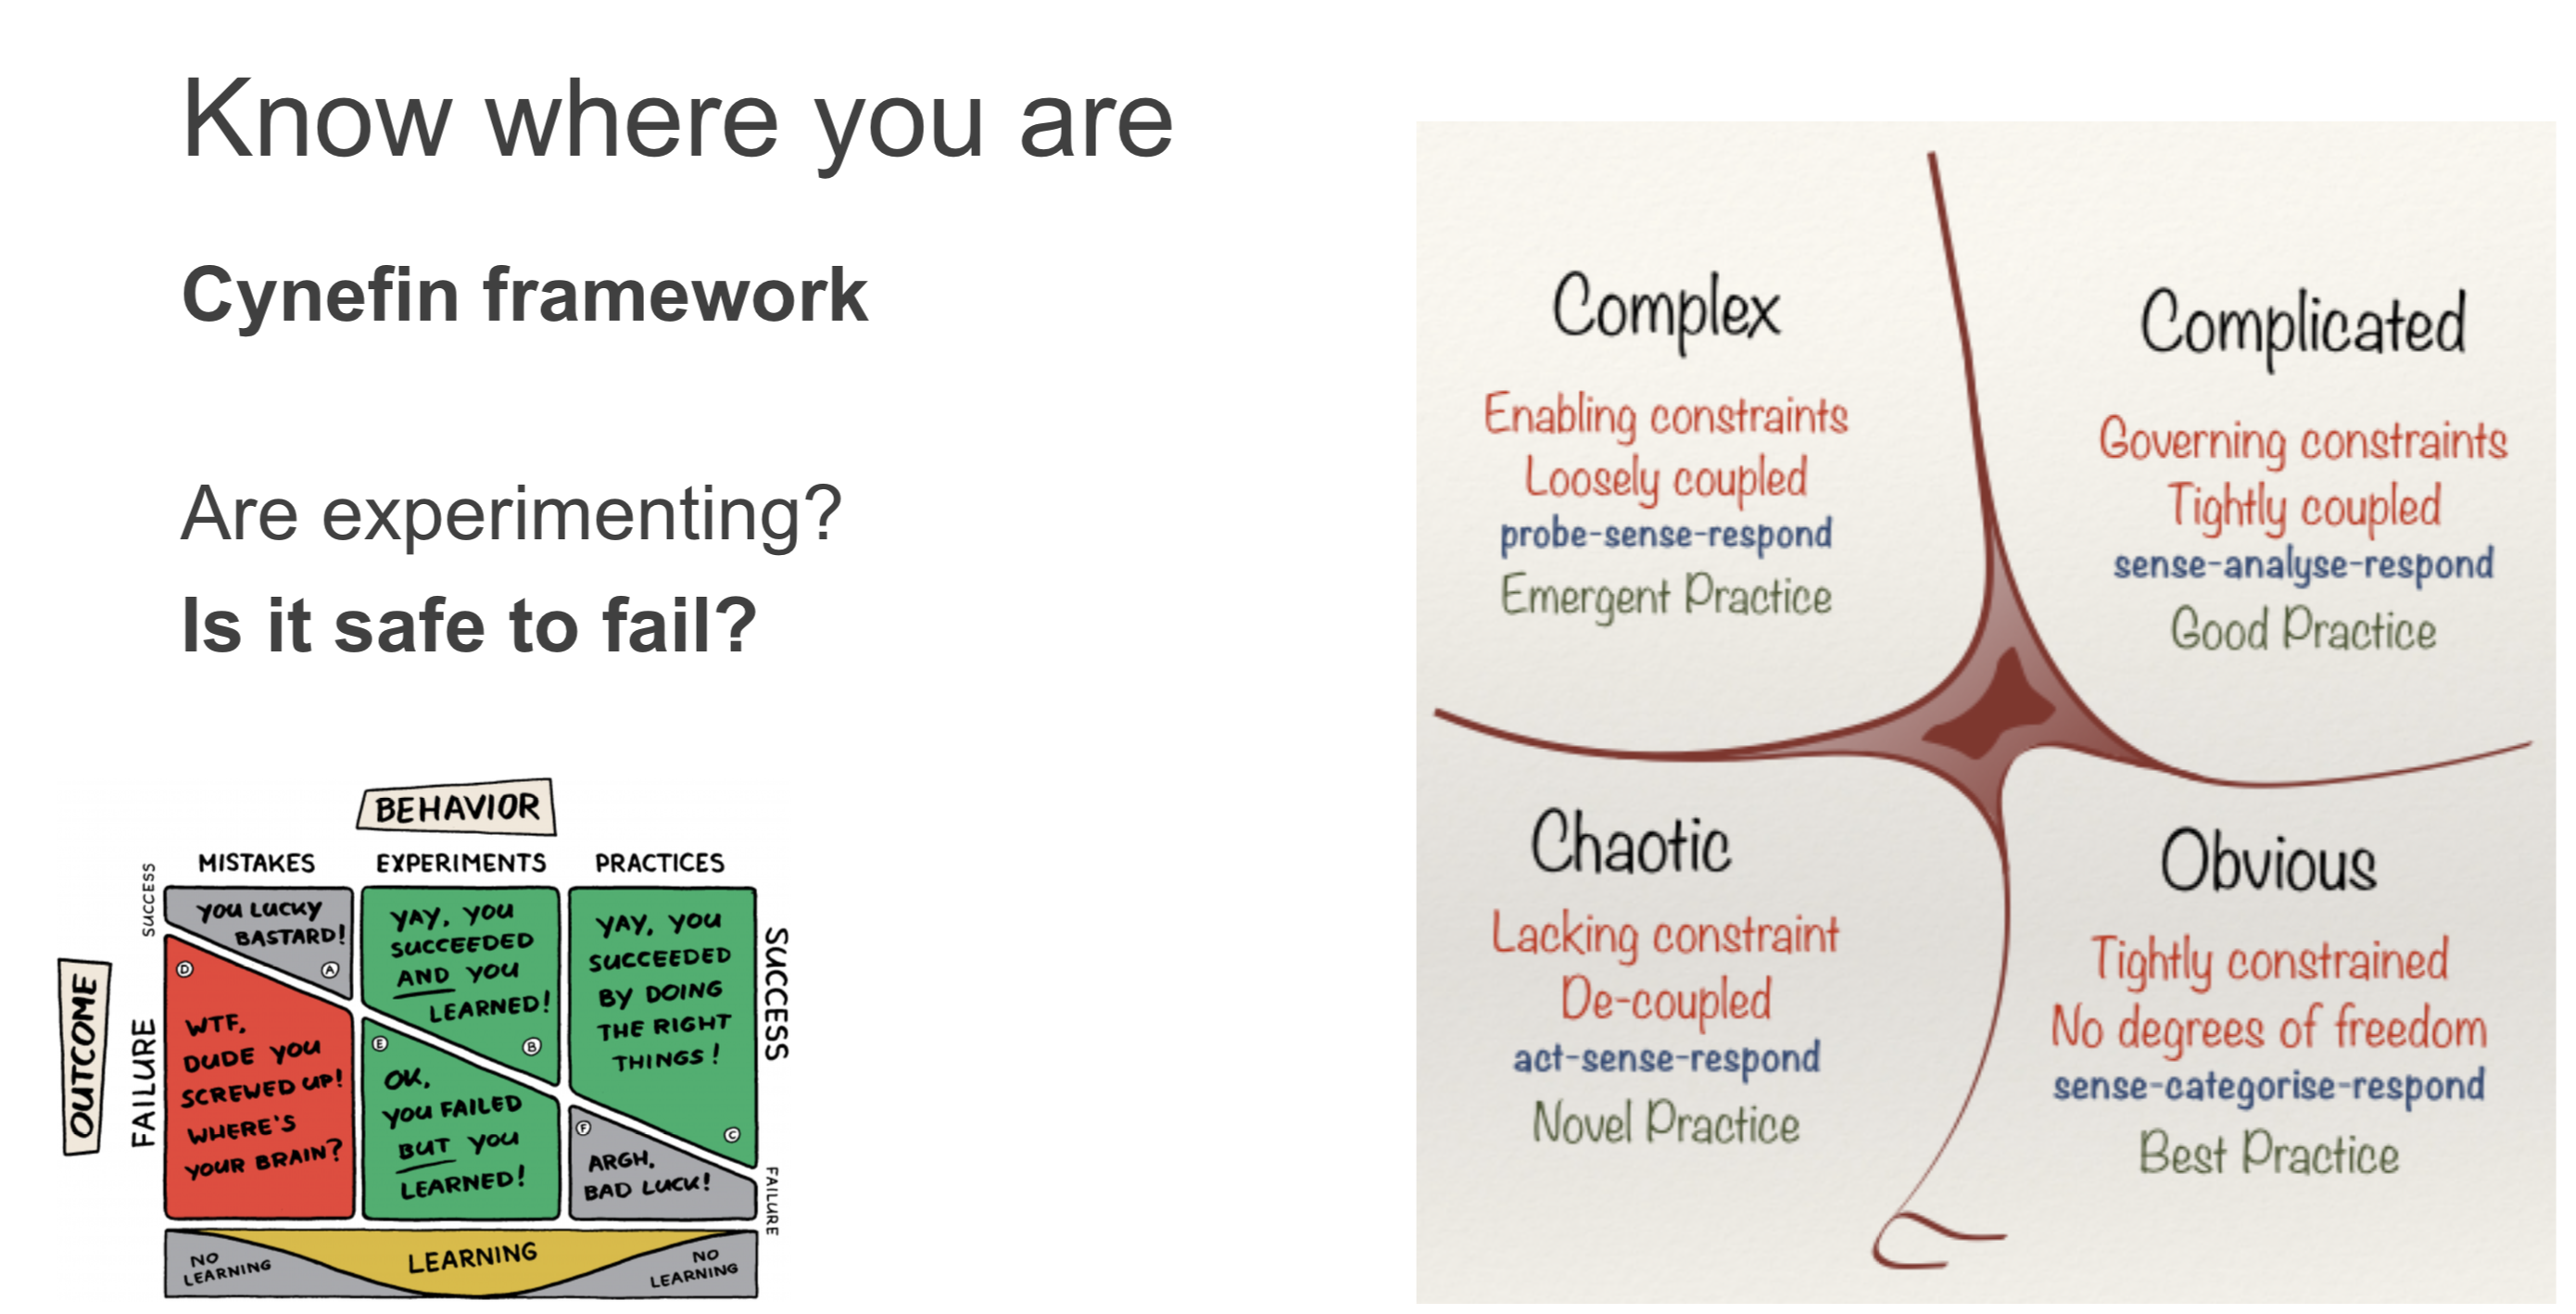 Know where you are
Cynefin framework
Are experimenting?
Is it safe to fail?
BEHAVIOR
MISTAKES
EXPERIMENTS
PRACTICES
OUTCOME
SUCCESS
FAILURE
YOU LUCKY
BASTARD!
A
D
WTF,
DUDE YOU
SCREWED UP!
WHERE'S
YOUR BRAIN?
YAY, YOU
SUCCEEDED
AND YOU
LEARNED!
B
E
OK,
YOU FAILED
BUT YOU
LEARNED!
YAY, YOU
SUCCEEDED
BY DOING
THE RIGHT
THINGS!
C
F
ARGH,
BAD LUCK!
SUCCESS
FAILURE
NO
LEARNING
LEARNING
NO
LEARNING
Complex
Enabling constraints
Loosely coupled
probe-sense-respond
Emergent Practice
Complicated
Governing constraints
Tightly coupled
sense-analyse-respond
Good Practice
Chaotic
Lacking constraint
De-coupled
act-sense-respond
Novel Practice
Obvious
Tightly constrained
No degrees of freedom
sense-categorise-respond
Best Practice